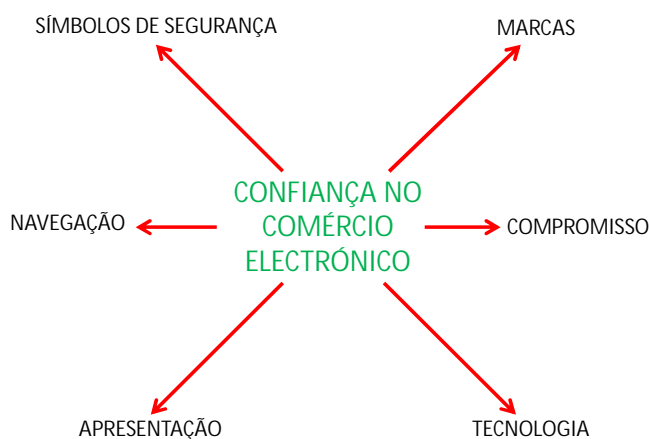 SÍMBOLOS DE SEGURANÇA
MARCAS
CONFIANÇA NO
COMÉRCIO
ELECTRÓNICO
NAVEGAÇÃO
COMPROMISSO
APRESENTAÇÃO
TECNOLOGIA